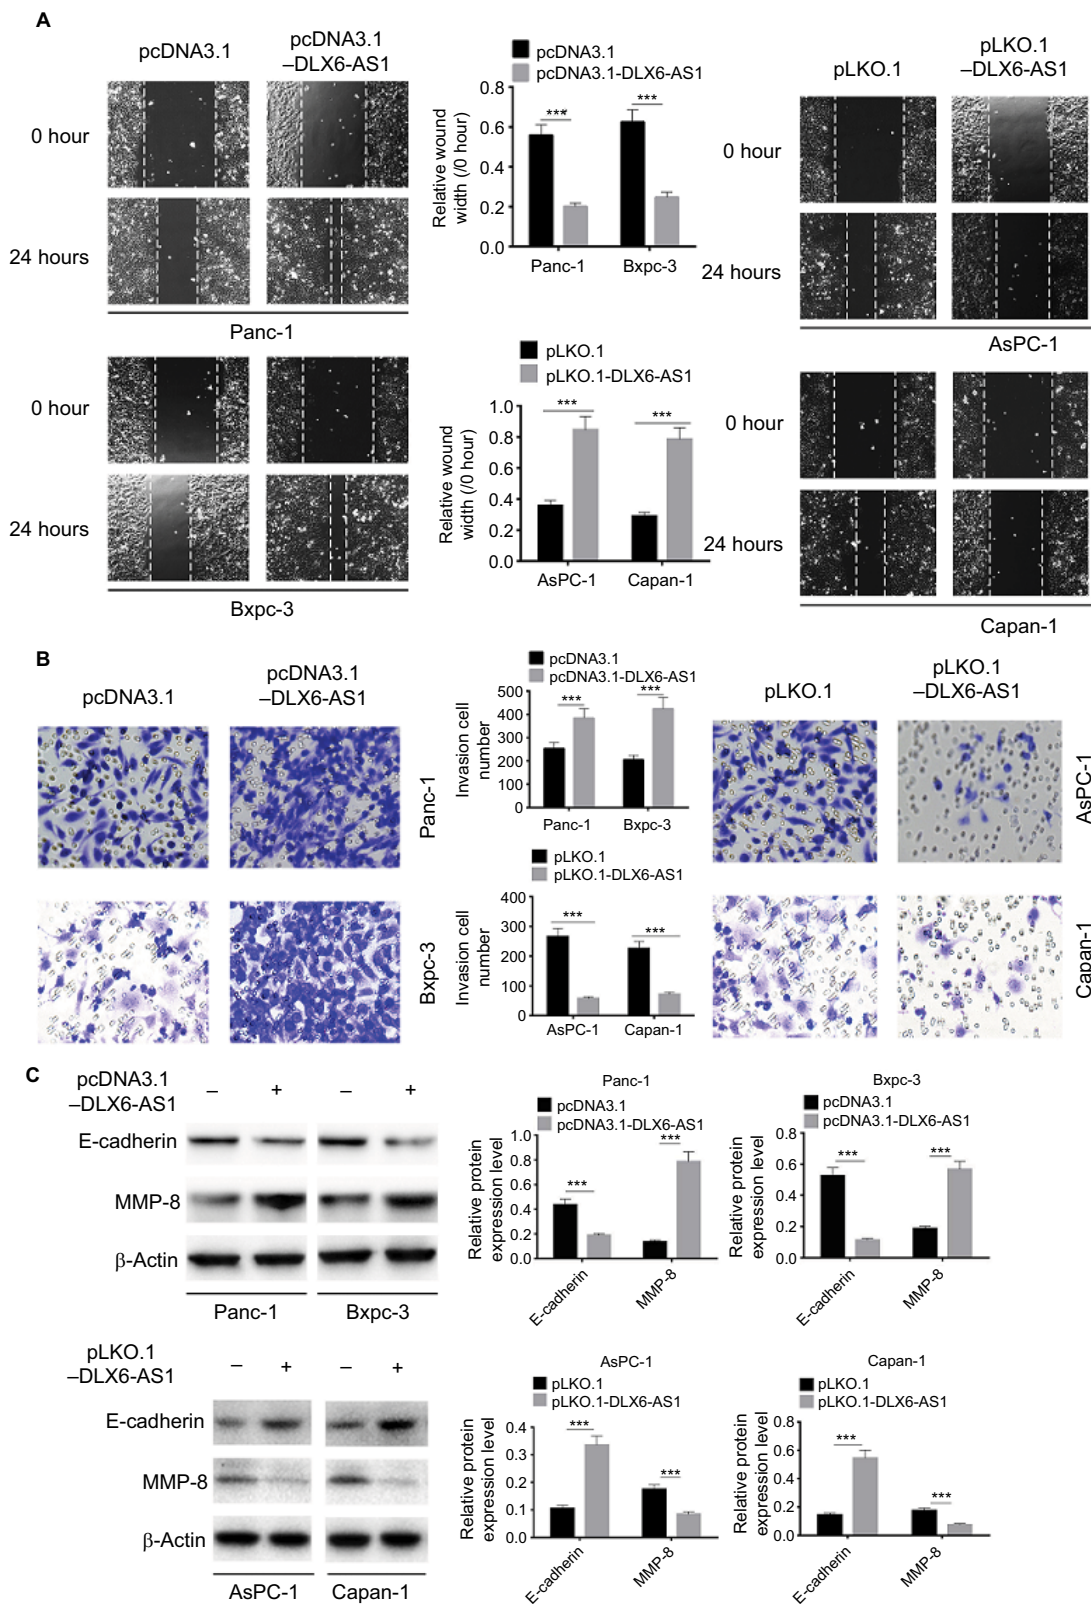 A
pcDNA3.1
pcDNA3.1
–DLX6-AS1
0 hour
24 hours
Panc-1
0 hour
24 hours
Bxpc-3
pcDNA3.1
pcDNA3.1-DLX6-AS1
Relative wound
width (/0 hour)
0.8
0.6
0.4
0.2
0.0
***
***
Panc-1
Bxpc-3
pLKO.1
pLKO.1-DLX6-AS1
Relative wound
width (/0 hour)
1.0
0.8
0.6
0.4
0.2
0.0
***
***
AsPC-1
Capan-1
pLKO.1
pLKO.1
–DLX6-AS1
0 hour
24 hours
AsPC-1
0 hour
24 hours
Capan-1
B
pcDNA3.1
pcDNA3.1
–DLX6-AS1
Panc-1
Bxpc-3
pcDNA3.1
pcDNA3.1-DLX6-AS1
Invasion cell
number
500
400
300
200
100
0
***
***
Panc-1
Bxpc-3
pLKO.1
pLKO.1-DLX6-AS1
Invasion cell
number
400
300
200
100
0
***
***
AsPC-1
Capan-1
pLKO.1
pLKO.1
–DLX6-AS1
AsPC-1
Capan-1
C
pcDNA3.1
–DLX6-AS1
– + – +
E-cadherin
MMP-8
β-Actin
Panc-1
Bxpc-3
Panc-1
pcDNA3.1
pcDNA3.1-DLX6-AS1
Relative protein
expression level
1.0
0.8
0.6
0.4
0.2
0.0
***
***
E-cadherin
MMP-8
Bxpc-3
pcDNA3.1
pcDNA3.1-DLX6-AS1
Relative protein
expression level
0.8
0.6
0.4
0.2
0.0
***
***
E-cadherin
MMP-8
pLKO.1
–DLX6-AS1
– + – +
E-cadherin
MMP-8
β-Actin
AsPC-1
Capan-1
AsPC-1
pLKO.1
pLKO.1-DLX6-AS1
Relative protein
expression level
0.4
0.3
0.2
0.1
0.0
***
***
E-cadherin
MMP-8
Capan-1
pLKO.1
pLKO.1-DLX6-AS1
Relative protein
expression level
0.8
0.6
0.4
0.2
0.0
***
***
E-cadherin
MMP-8